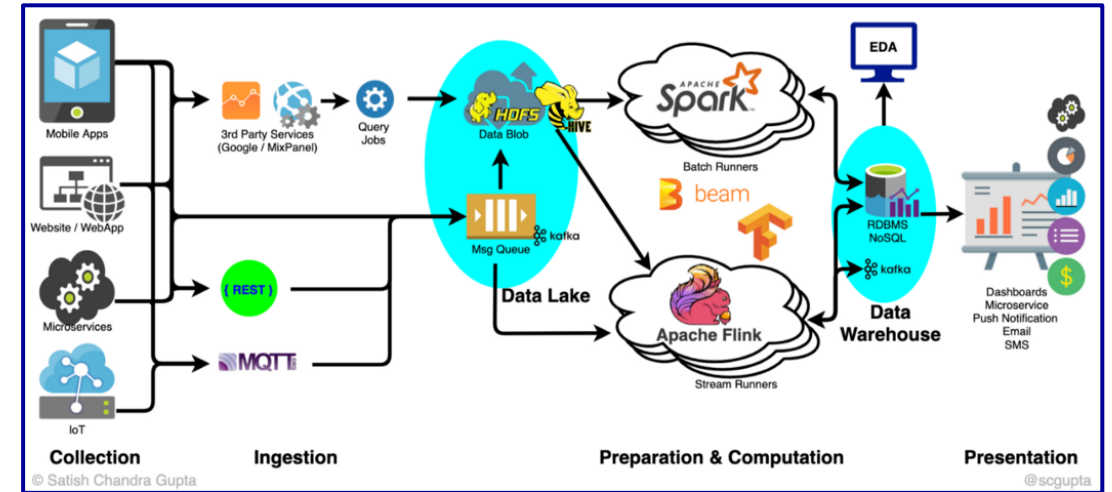 Mobile Apps
Website / WebApp
Microservices
IoT
3rd Party Services
(Google / MixPanel)
Query
Jobs
{ REST }
MQTT
.ORG
HDFS
HIVE
Data Blob
Msg Queue
kafka
Data Lake
APACHE
Spark
Batch Runners
beam
Apache Flink
Stream Runners
EDA
RDBMS
NoSQL
kafka
Data
Warehouse
$
Dashboards
Microservice
Push Notification
Email
SMS
Collection
Ingestion
Preparation & Computation
Presentation
© Satish Chandra Gupta
@scgupta